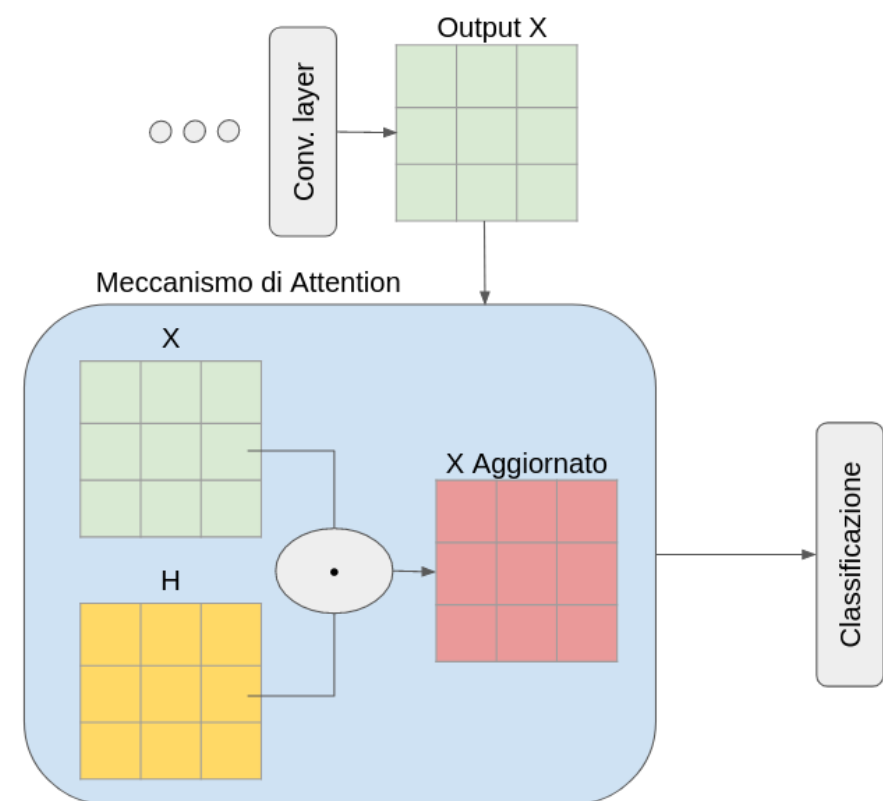 Output X
Conv. layer
Meccanismo di Attention
X
X Aggiornato
H
Classificazione